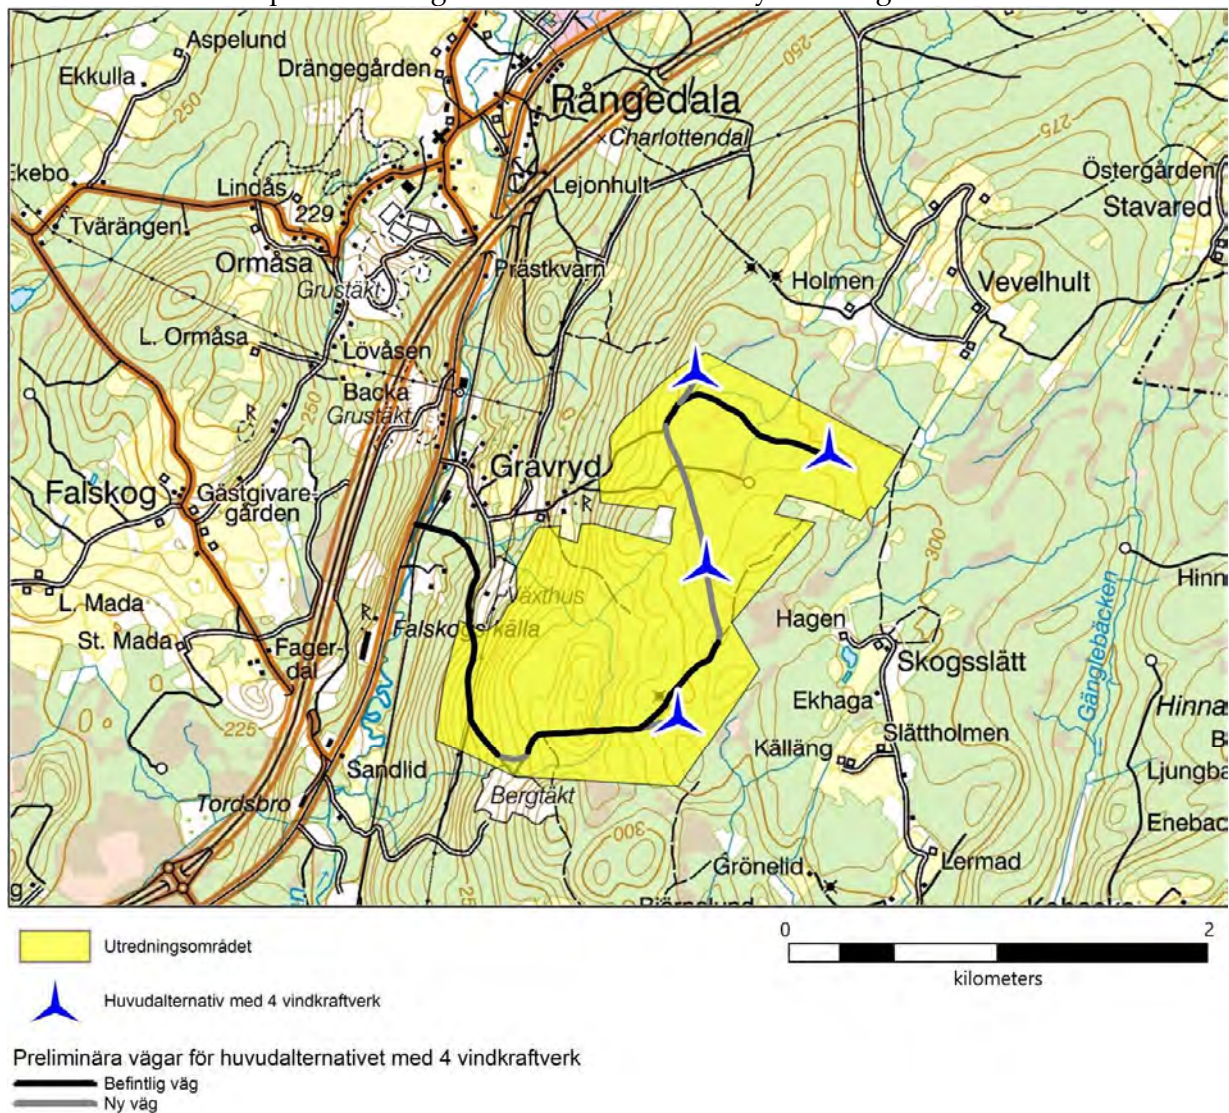 Aspelund
Ekkulla
Drängegården
250
250
Rångedala
Charlottendal
275
Ekebo
Lindås
229
Lejonhult
Östergården
Stavared
Tvärängen
Ormåsa
Grustäkt
Prästkvarn
Holmen
Vevelhult
L. Ormåsa
Lövåsen
Backa
Grustäkt
250
R
Falskog
Gästgivare-
gården
Gravryd
R
300
L. Mada
St. Mada
Fager-
dal
R
Växthus
Falskogs källa
Hagen
Skogsslätt
Ekhaga
Slättholmen
Källäng
Gänglebäcken
225
Sandlid
Tordsbro
Bergtäkt
300
Ljungba
Enebac
Grönelid
Lermad
0
2
kilometers
Utredningsområdet
Huvudalternativ med 4 vindkraftverk
Preliminära vägar för huvudalternativet med 4 vindkraftverk
Befintlig väg
Ny väg